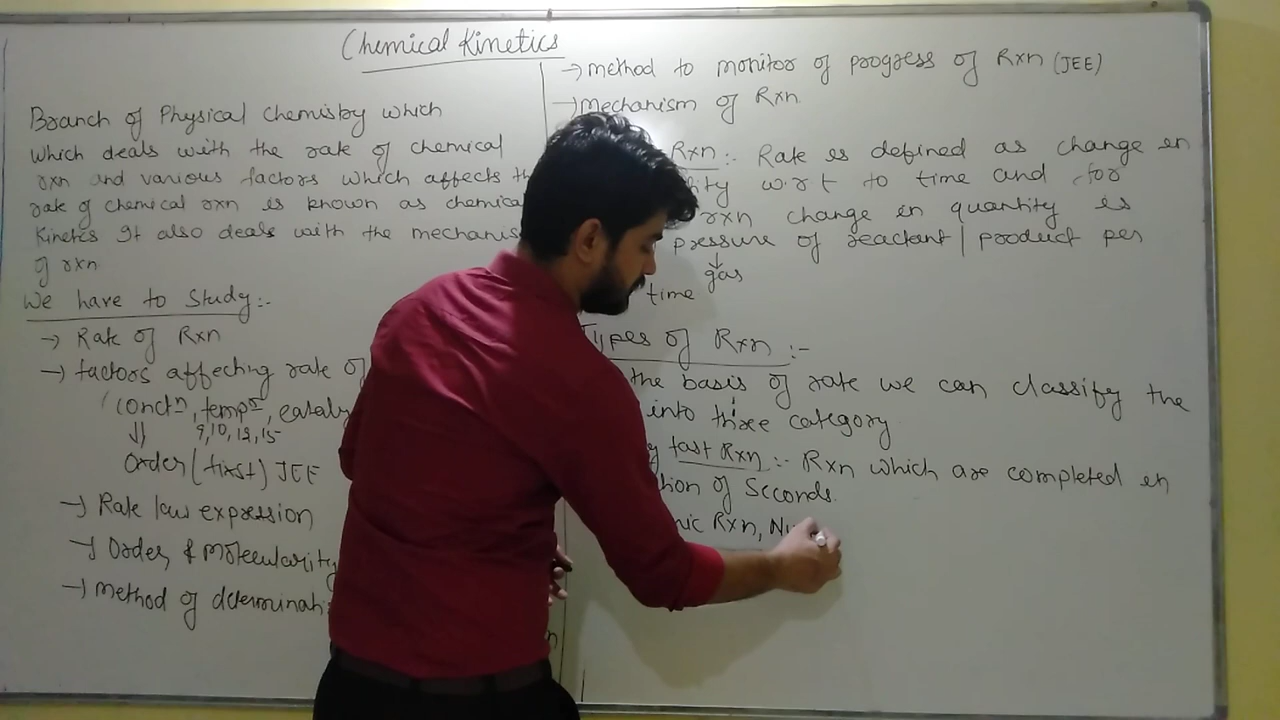 Chemical Kinetics
Branch of Physical Chemistry which
which deals with the rate of chemical
rxn and various factors which affects th
rate of chemical rxn is known as chemica
Kinetics It also deals with the mechanis
of rxn
We have to Study:-
→ Rate of Rxn
→ factors affecting rate of
(conctn, tempr, cataly
9,10,12,15
⇓
Order (first) JEE
→ Rate law expression
→ Order & Molecularity
→ Method of determinati
→ method to monitor of progress of Rxn (JEE)
→ Mechanism of Rxn
Rxn:- Rate is defined as change in
tity w.r.t to time and for
rxn change in quantity is
pressure of reactant | product per
↓
gas
time
Types of Rxn :-
the basis of rate we can classify the
into three category
y fast Rxn :- Rxn which are completed in
tion of Seconds.
nic Rxn, Nu